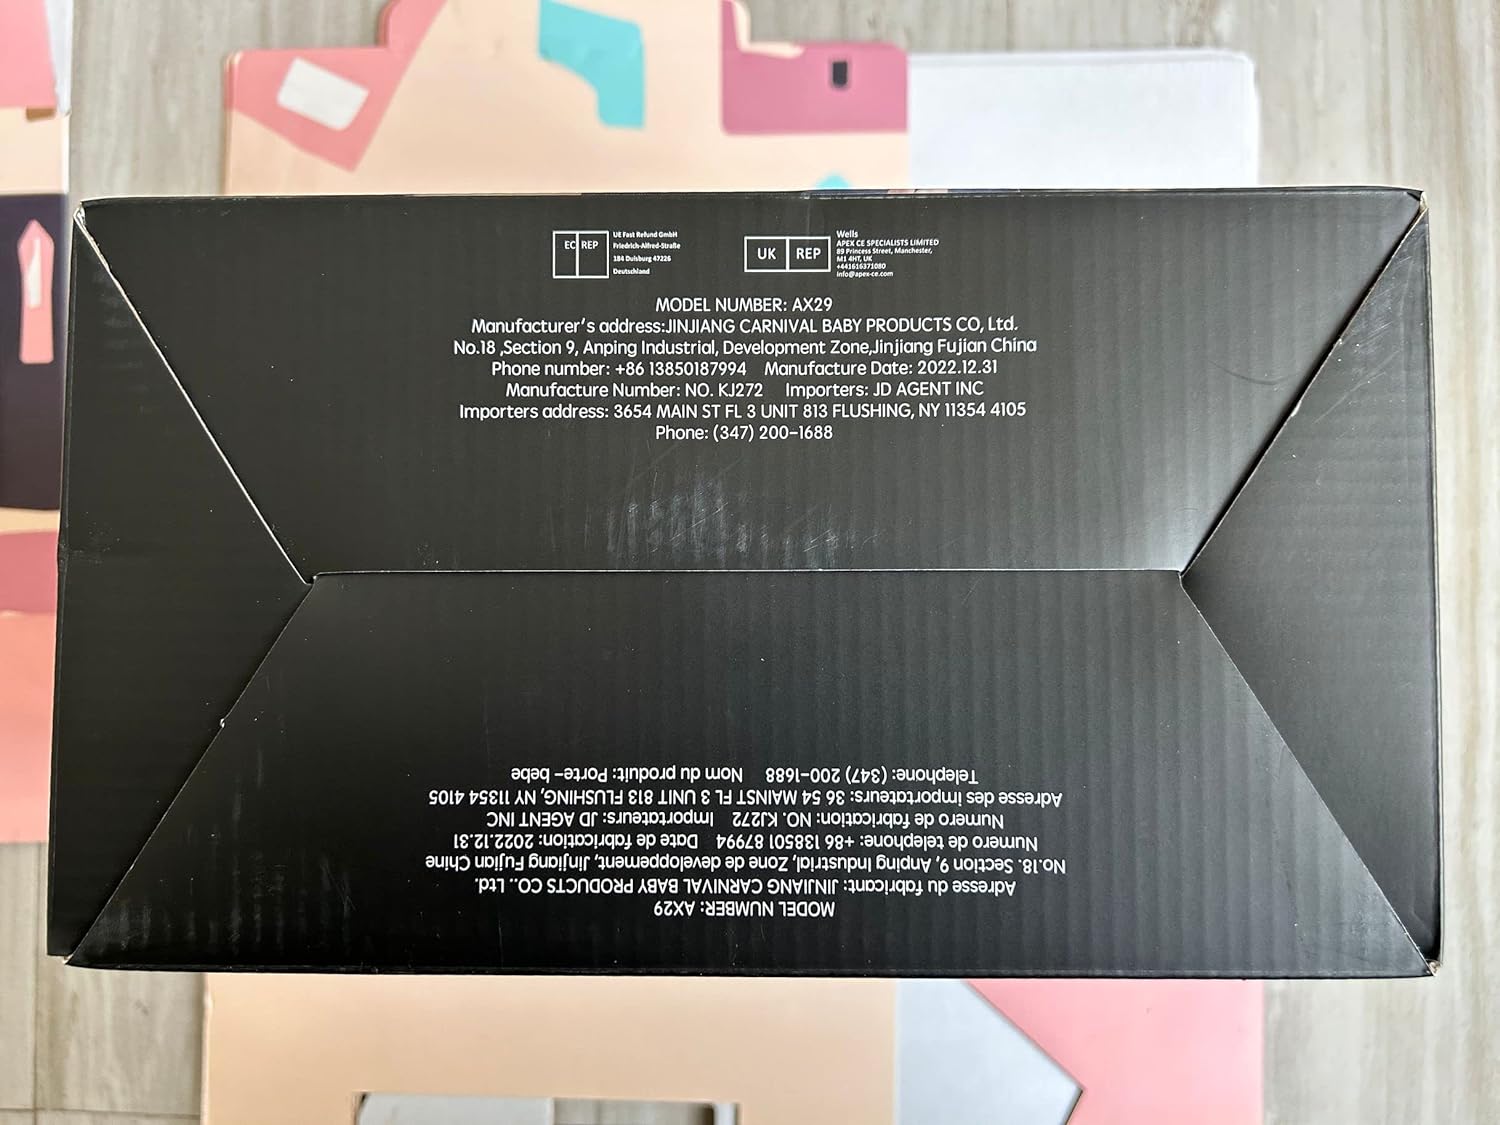 EC REP
UE Fast Refund GmbH
Friedrich-Alfred-Straße
184 Duisburg 47226
Deutschland
UK REP
Wells
APEX CE SPECIALISTS LIMITED
89 Princess Street, Manchester,
M1 4HT, UK
+441616371080
info@apex-ce.com
MODEL NUMBER: AX29
Manufacturer's address:JINJIANG CARNIVAL BABY PRODUCTS CO, Ltd.
No.18 ,Section 9, Anping Industrial, Development Zone,Jinjiang Fujian China
Phone number: +86 13850187994 Manufacture Date: 2022.12.31
Manufacture Number: NO. KJ272 Importers: JD AGENT INC
Importers address: 3654 MAIN ST FL 3 UNIT 813 FLUSHING, NY 11354 4105
Phone: (347) 200-1688
MODEL NUMBER: AX29
Adresse du fabricant: JINJIANG CARNIVAL BABY PRODUCTS CO.. Ltd.
No.18. Section 9, Anping Industrial, Zone de developpement, Jinjiang Fujian Chine
Numero de telephone: +86 138501 87994 Date de fabrication: 2022.12.31
Numero de fabrication: NO. KJ272 Importateurs: JD AGENT INC
Adresse des importateurs: 36 54 MAINST FL 3 UNIT 813 FLUSHING, NY 11354 4105
Telephone: (347) 200-1688 Nom du produit: Porte- bebe